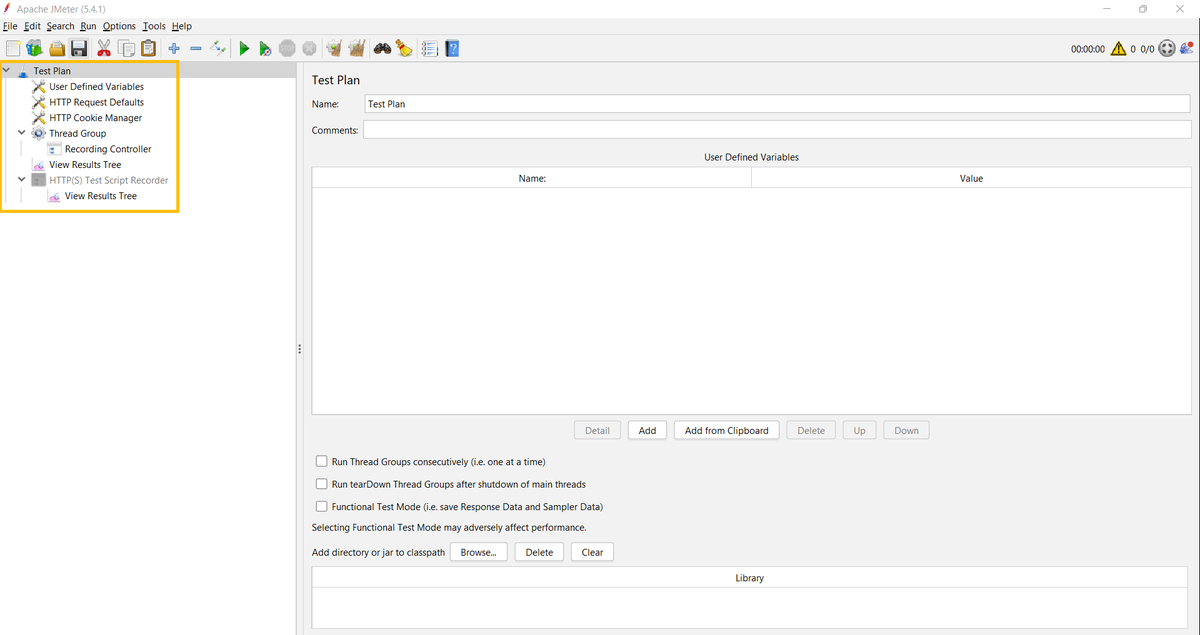 Apache JMeter (5.4.1)
File Edit Search Run Options Tools Help
00:00:00 0 0/0
Test Plan
User Defined Variables
HTTP Request Defaults
HTTP Cookie Manager
Thread Group
Recording Controller
View Results Tree
HTTP(S) Test Script Recorder
View Results Tree
Test Plan
Name: Test Plan
Comments:
User Defined Variables
Name: Value
Detail Add Add from Clipboard Delete Up Down
Run Thread Groups consecutively (i.e. one at a time)
Run tearDown Thread Groups after shutdown of main threads
Functional Test Mode (i.e. save Response Data and Sampler Data)
Selecting Functional Test Mode may adversely affect performance.
Add directory or jar to classpath Browse... Delete Clear
Library